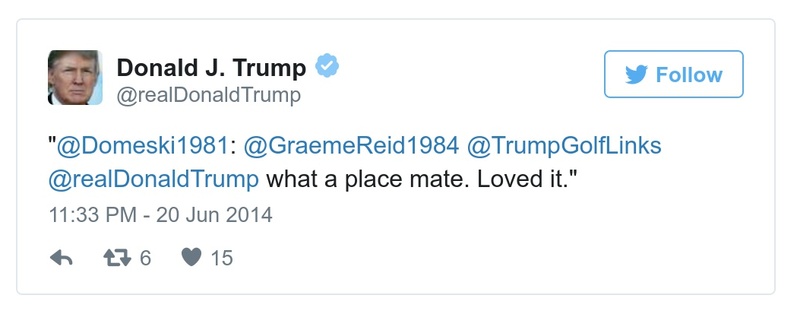 Donald J. Trump
@realDonaldTrump
Follow
"@Domeski1981: @GraemeReid1984 @TrumpGolfLinks
@realDonaldTrump what a place mate. Loved it."
11:33 PM - 20 Jun 2014
6 15